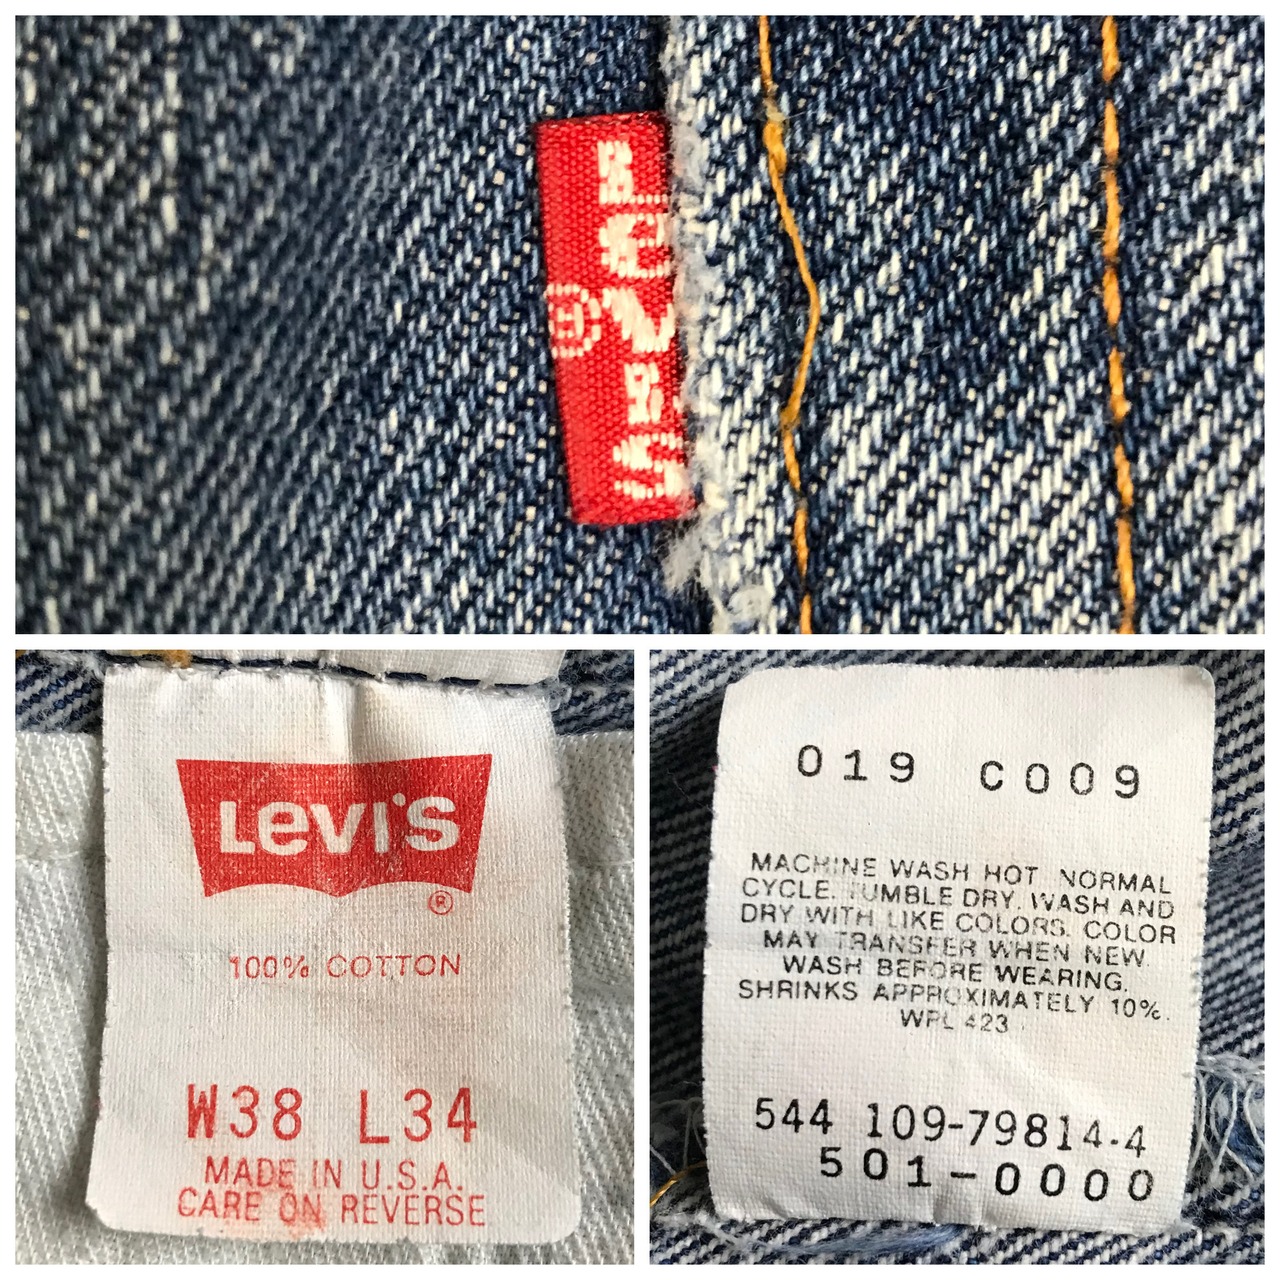 LeVI'S
®
LEVI'S
®
100% COTTON
W38 L34
MADE IN U.S.A.
CARE ON REVERSE
019 C009
MACHINE WASH HOT NORMAL
CYCLE. TUMBLE DRY. WASH AND
DRY WITH LIKE COLORS. COLOR
MAY TRANSFER WHEN NEW.
WASH BEFORE WEARING.
SHRINKS APPROXIMATELY 10%.
WPL 423
544 109-79814-4
501-0000